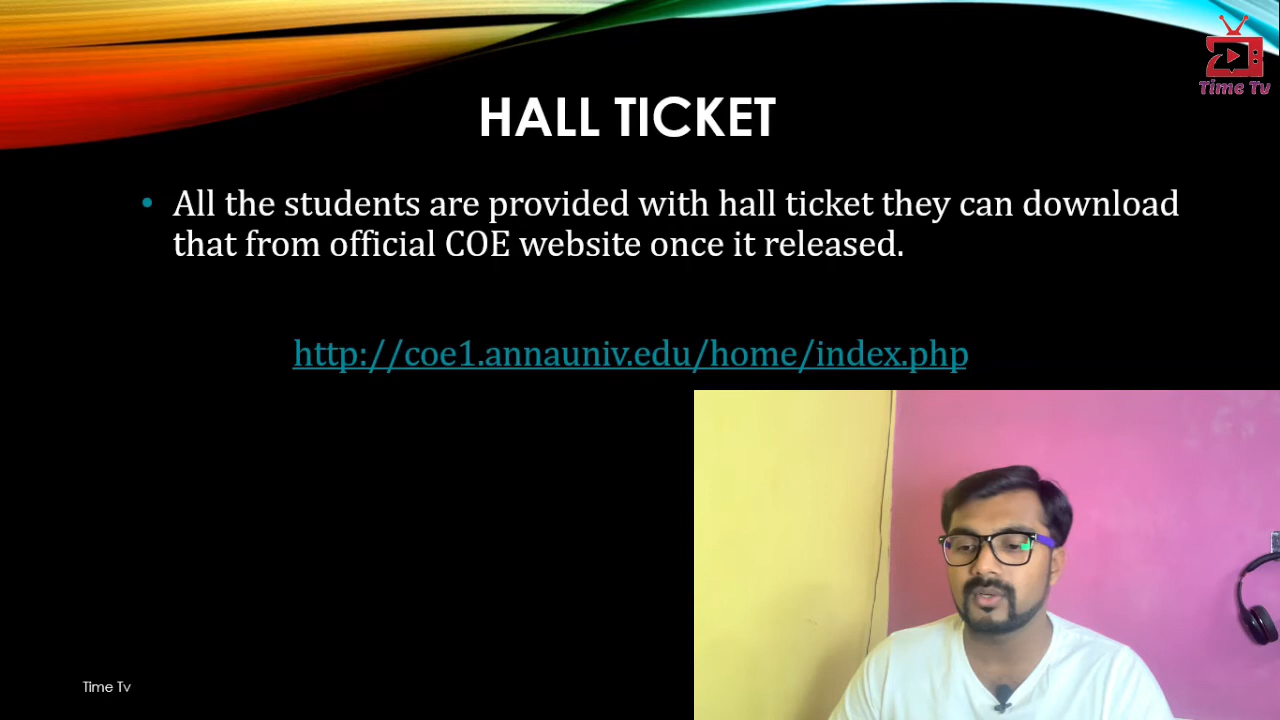 Time Tv
HALL TICKET
• All the students are provided with hall ticket they can download
that from official COE website once it released.
http://coe1.annauniv.edu/home/index.php
Time Tv